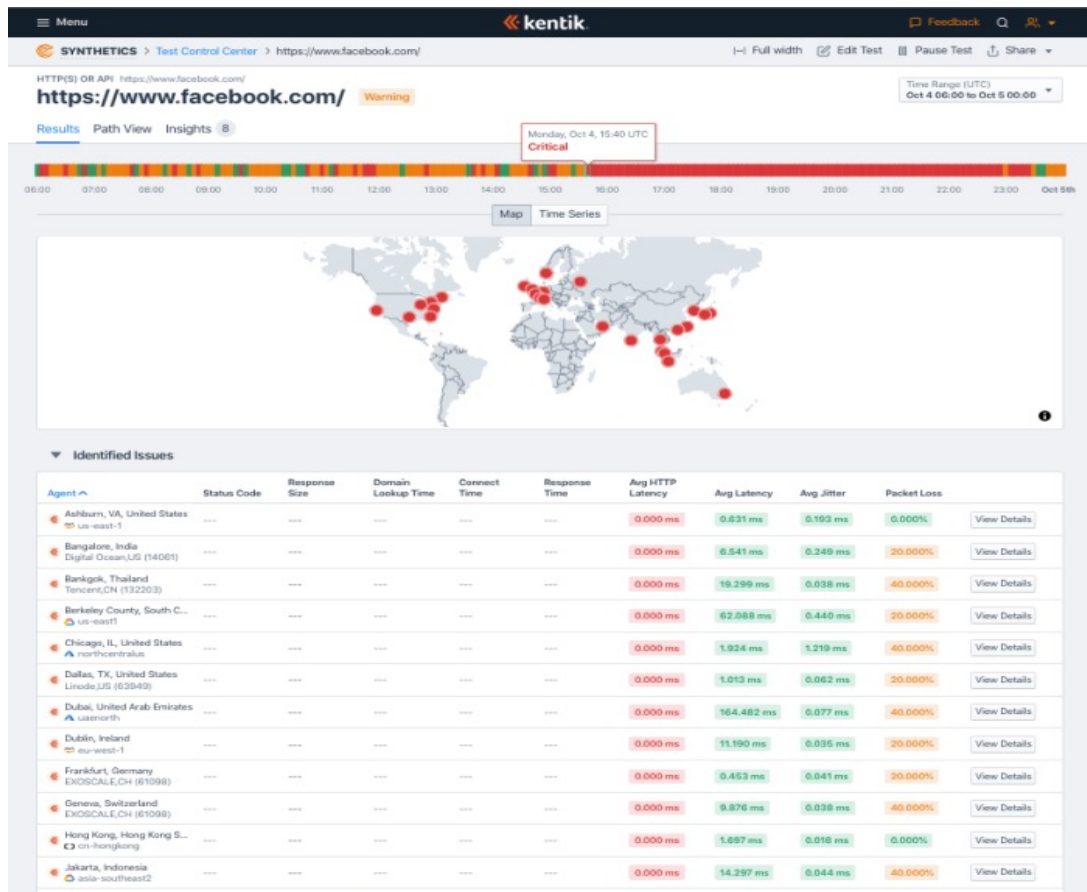 Menu
kentik.
Feedback
SYNTHETICS > Test Control Center > https://www.facebook.com/
Full width Edit Test Pause Test Share
HTTP(S) OR API https://www.facebook.com/
https://www.facebook.com/ Warning
Time Range (UTC)
Oct 4 06:00 to Oct 5 00:00
Results Path View Insights 8
Monday, Oct 4, 15:40 UTC
Critical
06:00 07:00 08:00 09:00 10:00 11:00 12:00 13:00 14:00 15:00 16:00 17:00 18:00 19:00 20:00 21:00 22:00 23:00 Oct 5th
Map Time Series
Identified Issues
Agent Status Code Response Size Domain Lookup Time Connect Time Response Time Avg HTTP Latency Avg Latency Avg Jitter Packet Loss
Ashburn, VA, United States --- --- --- --- --- 0.000 ms 0.631 ms 0.193 ms 0.000% View Details
us-east-1
Bangalore, India --- --- --- --- --- 0.000 ms 6.541 ms 0.249 ms 20.000% View Details
Digital Ocean,US (14061)
Bankgok, Thailand --- --- --- --- --- 0.000 ms 19.299 ms 0.038 ms 40.000% View Details
Tencent,CN (132203)
Berkeley County, South C... --- --- --- --- --- 0.000 ms 62.088 ms 0.440 ms 20.000% View Details
us-east1
Chicago, IL, United States --- --- --- --- --- 0.000 ms 1.924 ms 1.219 ms 40.000% View Details
northcentralus
Dallas, TX, United States --- --- --- --- --- 0.000 ms 1.013 ms 0.062 ms 20.000% View Details
Linode,US (63949)
Dubai, United Arab Emirates --- --- --- --- --- 0.000 ms 164.482 ms 0.077 ms 40.000% View Details
uaenorth
Dublin, Ireland --- --- --- --- --- 0.000 ms 11.190 ms 0.035 ms 20.000% View Details
eu-west-1
Frankfurt, Germany --- --- --- --- --- 0.000 ms 0.453 ms 0.041 ms 20.000% View Details
EXOSCALE,CH (61098)
Geneva, Switzerland --- --- --- --- --- 0.000 ms 9.876 ms 0.038 ms 40.000% View Details
EXOSCALE,CH (61098)
Hong Kong, Hong Kong S... --- --- --- --- --- 0.000 ms 1.697 ms 0.018 ms 0.000% View Details
cn-hongkong
Jakarta, Indonesia --- --- --- --- --- 0.000 ms 14.297 ms 0.044 ms 40.000% View Details
asia-southeast2